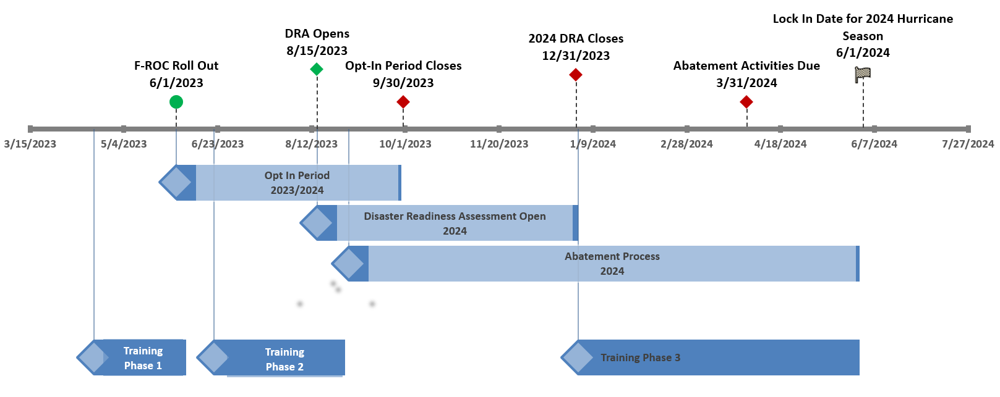 Lock In Date for 2024 Hurricane
Season
6/1/2024
DRA Opens
8/15/2023
2024 DRA Closes
12/31/2023
F-ROC Roll Out
6/1/2023
Opt-In Period Closes
9/30/2023
Abatement Activities Due
3/31/2024
3/15/2023
5/4/2023
6/23/2023
8/12/2023
10/1/2023
11/20/2023
1/9/2024
2/28/2024
4/18/2024
6/7/2024
7/27/2024
Opt In Period
2023/2024
Disaster Readiness Assessment Open
2024
Abatement Process
2024
Training
Phase 1
Training
Phase 2
Training Phase 3